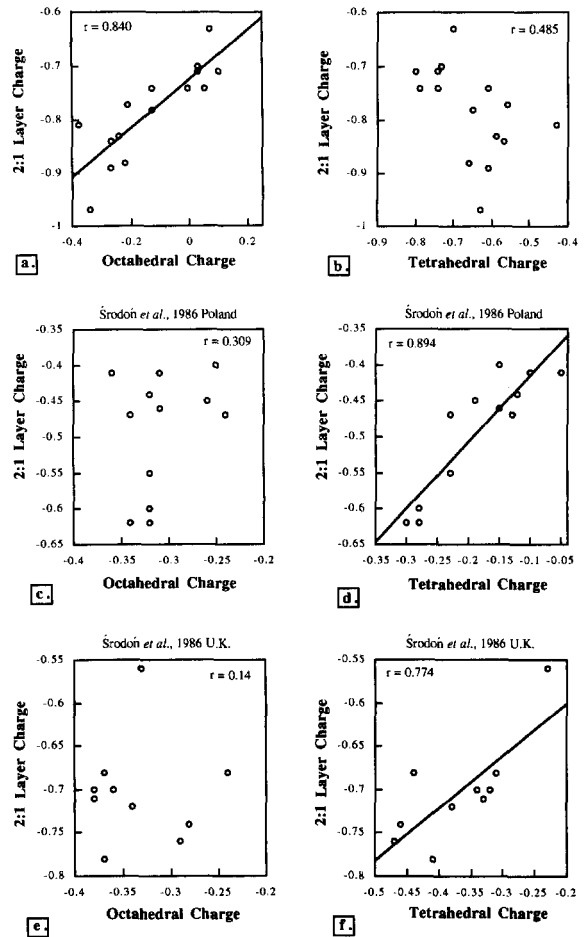 r = 0.840
2:1 Layer Charge
-0.6
-0.7
-0.8
-0.9
-1
-0.4
-0.2
0
0.2
Octahedral Charge
a.
r = 0.485
2:1 Layer Charge
-0.6
-0.7
-0.8
-0.9
-1
-0.9
-0.8
-0.7
-0.6
-0.5
-0.4
Tetrahedral Charge
b.
Środoń et al., 1986 Poland
r = 0.309
2:1 Layer Charge
-0.35
-0.4
-0.45
-0.5
-0.55
-0.6
-0.65
-0.4
-0.35
-0.3
-0.25
-0.2
Octahedral Charge
c.
Środoń et al., 1986 Poland
r = 0.894
2:1 Layer Charge
-0.35
-0.4
-0.45
-0.5
-0.55
-0.6
-0.65
-0.35
-0.3
-0.25
-0.2
-0.15
-0.1
-0.05
Tetrahedral Charge
d.
Środoń et al., 1986 U.K.
r = 0.14
2:1 Layer Charge
-0.55
-0.6
-0.65
-0.7
-0.75
-0.8
-0.4
-0.35
-0.3
-0.25
-0.2
Octahedral Charge
e.
Środoń et al., 1986 U.K.
r = 0.774
2:1 Layer Charge
-0.55
-0.6
-0.65
-0.7
-0.75
-0.8
-0.5
-0.45
-0.4
-0.35
-0.3
-0.25
-0.2
Tetrahedral Charge
f.